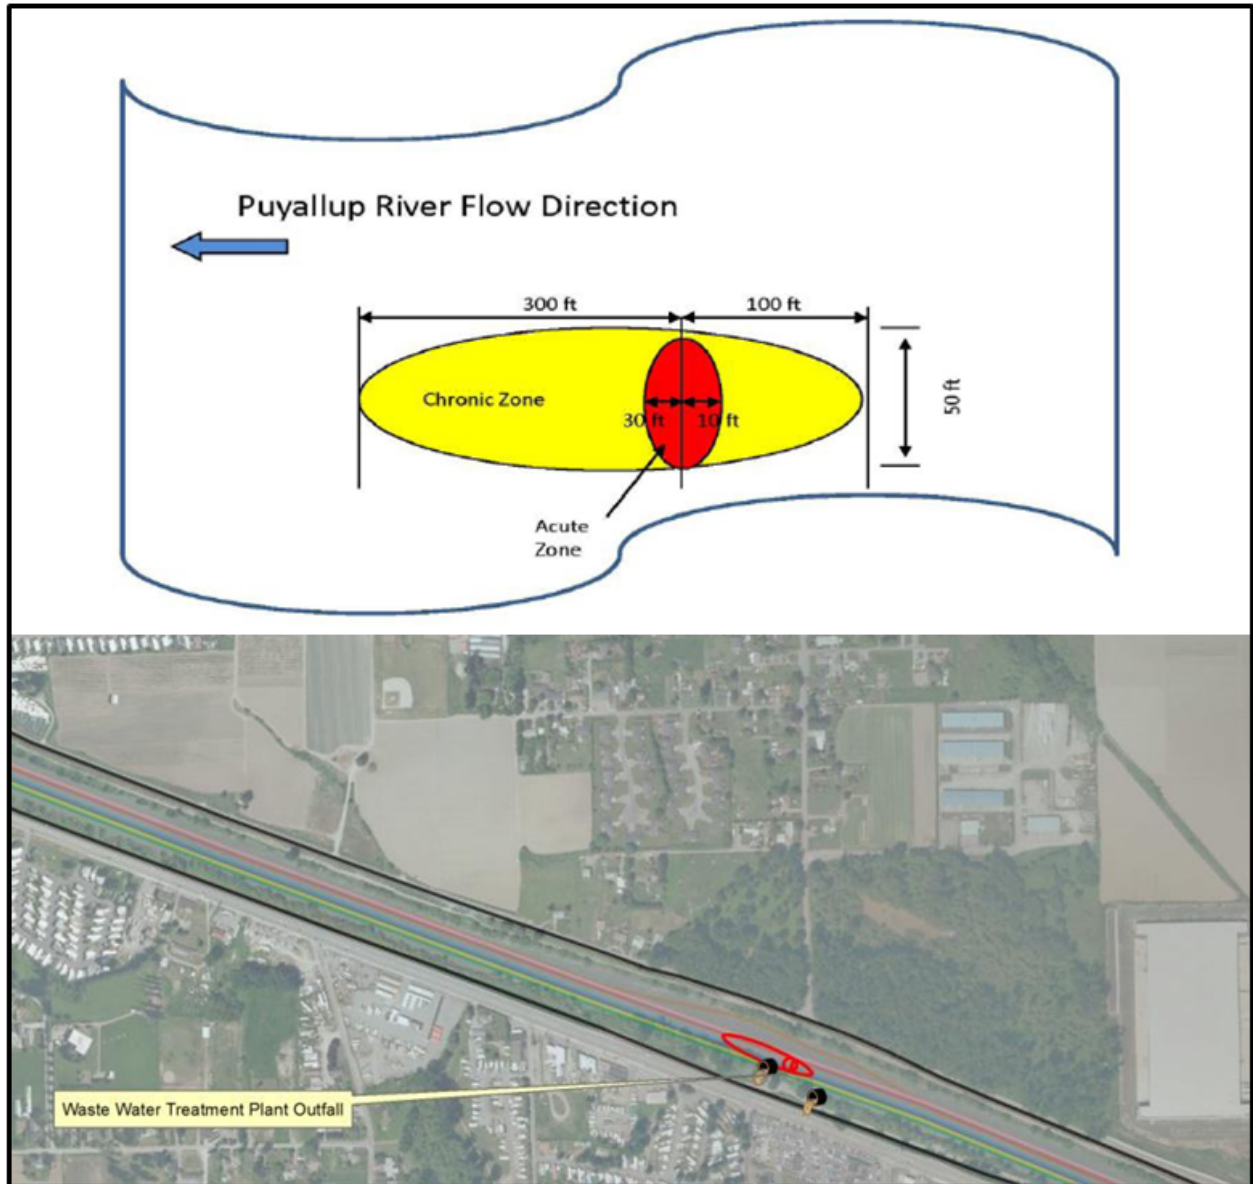 Puyallup River Flow Direction
300 ft
100 ft
Chronic Zone
30 ft
10 ft
50 ft
Acute
Zone
Waste Water Treatment Plant Outfall